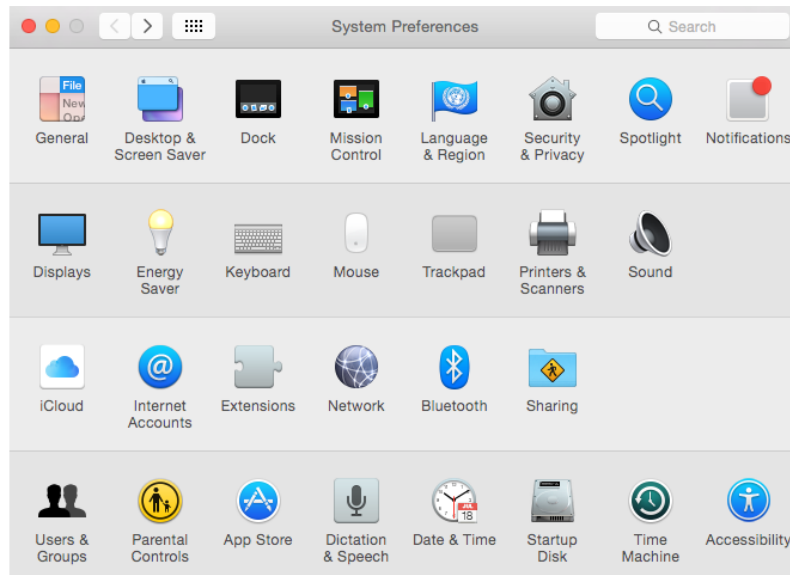 System Preferences
Search
File
New
Ope
General
Desktop &
Screen Saver
Dock
Mission
Control
Language
& Region
Security
& Privacy
Spotlight
Notifications
Displays
Energy
Saver
Keyboard
Mouse
Trackpad
Printers &
Scanners
Sound
iCloud
@
Internet
Accounts
Extensions
Network
Bluetooth
Sharing
JUL
18
Users &
Groups
Parental
Controls
App Store
Dictation
& Speech
Date & Time
Startup
Disk
Time
Machine
Accessibility